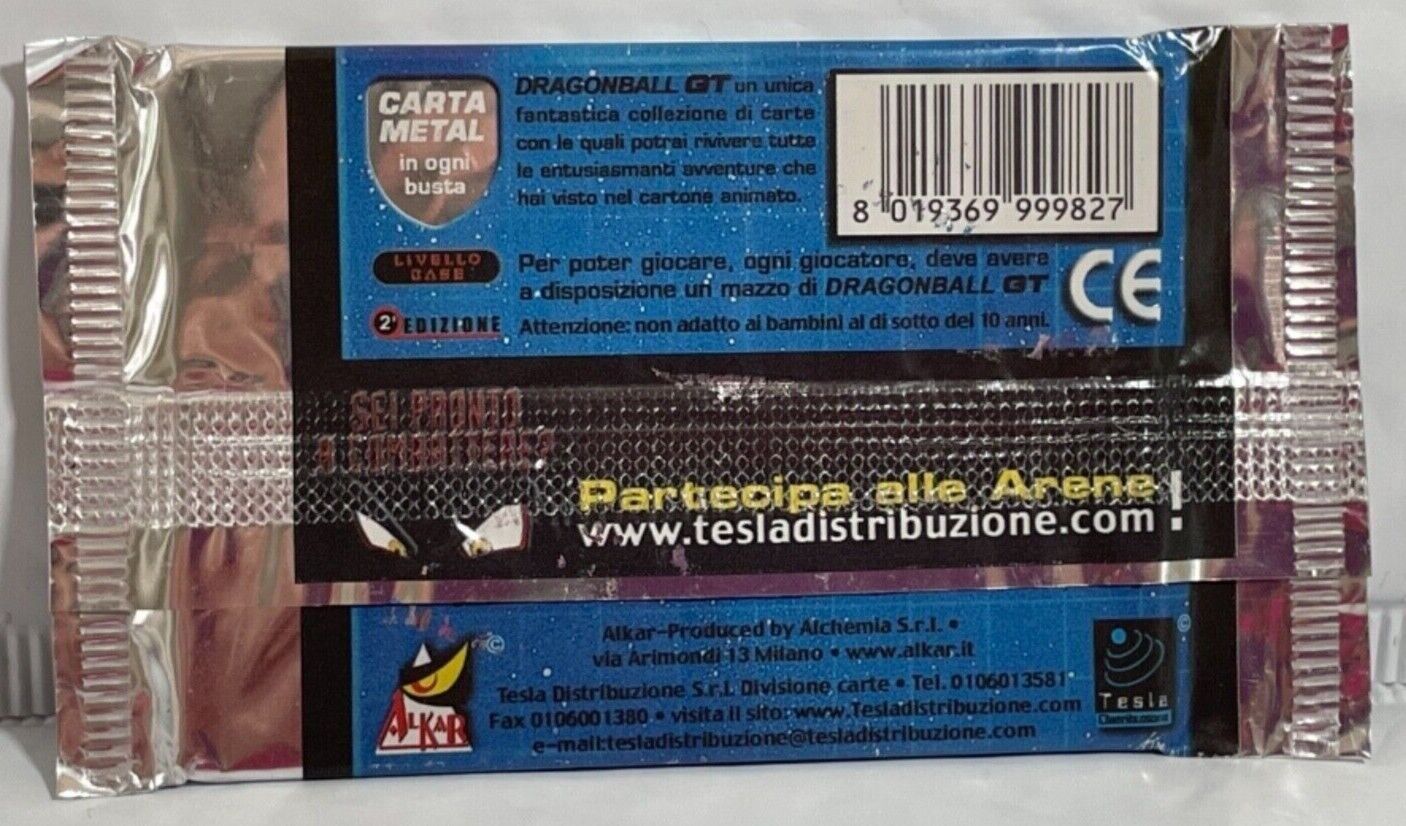 CARTA
METAL
in ogni
busta
DRAGONBALL GT un unica
fantastica collezione di carte
con le quali potrai rivivere tutte
le entusiasmanti avventure che
hai visto nel cartone animato.
8 019369 999827
LIVELLO
BASE
2ª EDIZIONE
Per poter giocare, ogni giocatore, deve avere
a disposizione un mazzo di DRAGONBALL GT
Attenzione: non adatto ai bambini al di sotto dei 10 anni.
CE
SEI PRONTO
A COMBATTERE?
Partecipa alle Arene!
www.tesladistribuzione.com
ALKAR
©
Alkar-Produced by Alchemia S.r.l. •
via Arimondi 13 Milano • www.alkar.it
Tesla Distribuzione S.r.l. Divisione carte • Tel. 0106013581
Fax 0106001380 • visita il sito: www.Tesladistribuzione.com
e-mail:tesladistribuzione@tesladistribuzione.com
©
Tesla
Distribuzione